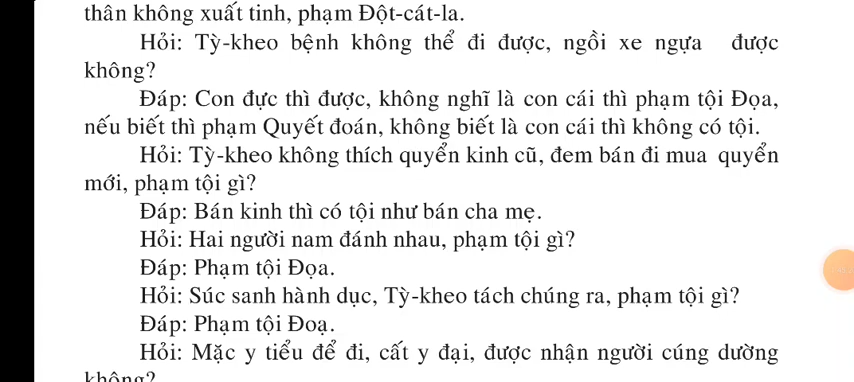 thân không xuất tinh, phạm Đột-cát-la.
Hỏi: Tỳ-kheo bệnh không thể đi được, ngồi xe ngựa được
không?
Đáp: Con đực thì được, không nghĩ là con cái thì phạm tội Đọa,
nếu biết thì phạm Quyết đoán, không biết là con cái thì không có tội.
Hỏi: Tỳ-kheo không thích quyển kinh cũ, đem bán đi mua quyển
mới, phạm tội gì?
Đáp: Bán kinh thì có tội như bán cha mẹ.
Hỏi: Hai người nam đánh nhau, phạm tội gì?
Đáp: Phạm tội Đọa.
Hỏi: Súc sanh hành dục, Tỳ-kheo tách chúng ra, phạm tội gì?
Đáp: Phạm tội Đoạ.
Hỏi: Mặc y tiểu để đi, cất y đại, được nhận người cúng dường
không?